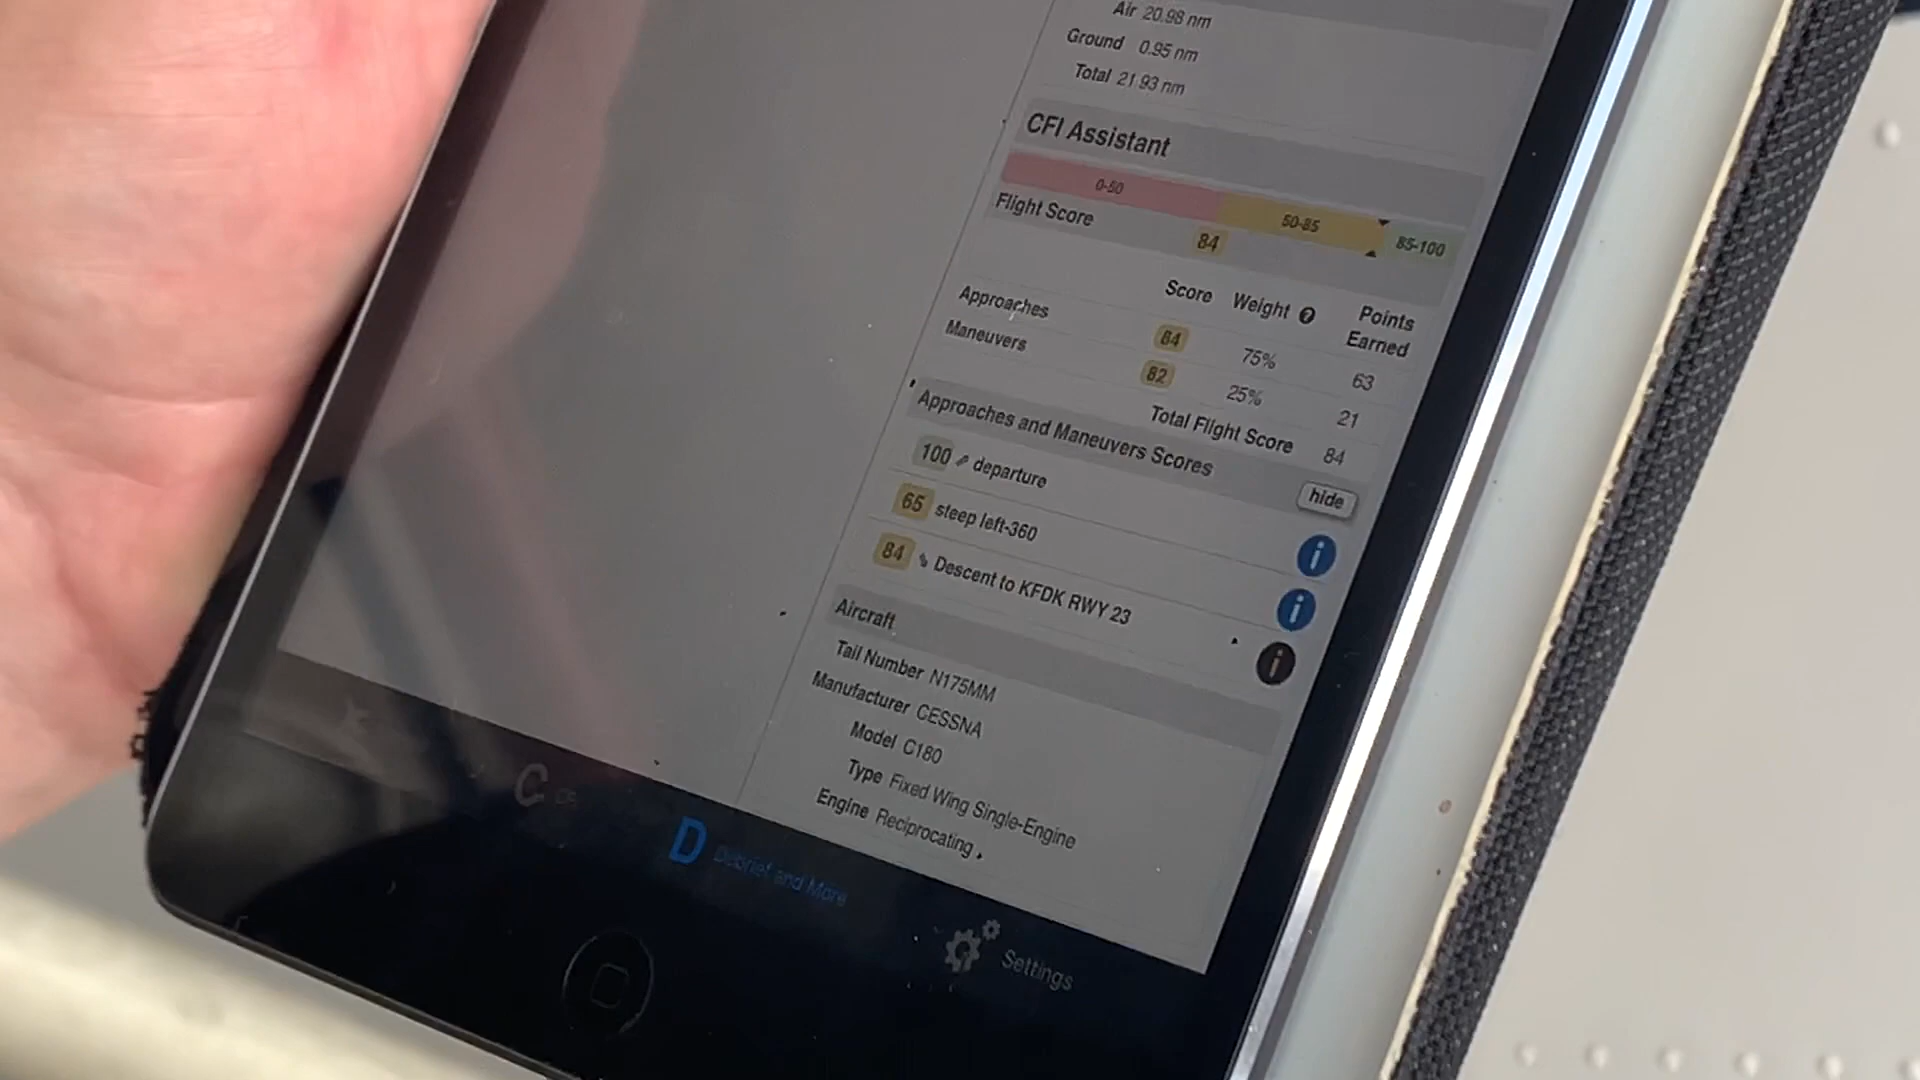 Air 20.98 nm
Ground 0.95 nm
Total 21.93 nm
CFI Assistant
0-50 50-85 85-100
Flight Score 84
Score Weight ? Points Earned
Approaches 84 75% 63
Maneuvers 82 25% 21
Total Flight Score 84
Approaches and Maneuvers Scores hide
100 departure i
65 steep left-360 i
84 Descent to KFDK RWY 23 i
Aircraft
Tail Number N175MM
Manufacturer CESSNA
Model C180
Type Fixed Wing Single-Engine
Engine Reciprocating
C
D Debrief and More
Settings